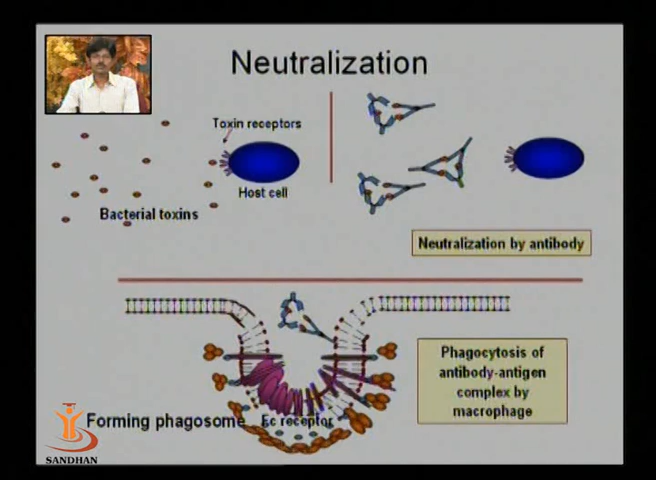 Neutralization
Toxin receptors
Host cell
Bacterial toxins
Neutralization by antibody
Phagocytosis of
antibody-antigen
complex by
macrophage
Forming phagosome
Fc receptor
SANDHAN